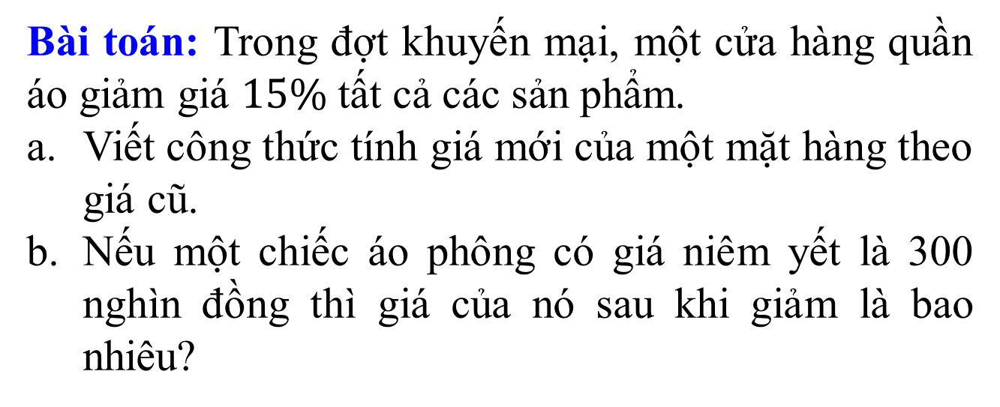 Bài toán: Trong đợt khuyến mại, một cửa hàng quần
áo giảm giá 15% tất cả các sản phẩm.
a. Viết công thức tính giá mới của một mặt hàng theo
giá cũ.
b. Nếu một chiếc áo phông có giá niêm yết là 300
nghìn đồng thì giá của nó sau khi giảm là bao
nhiêu?